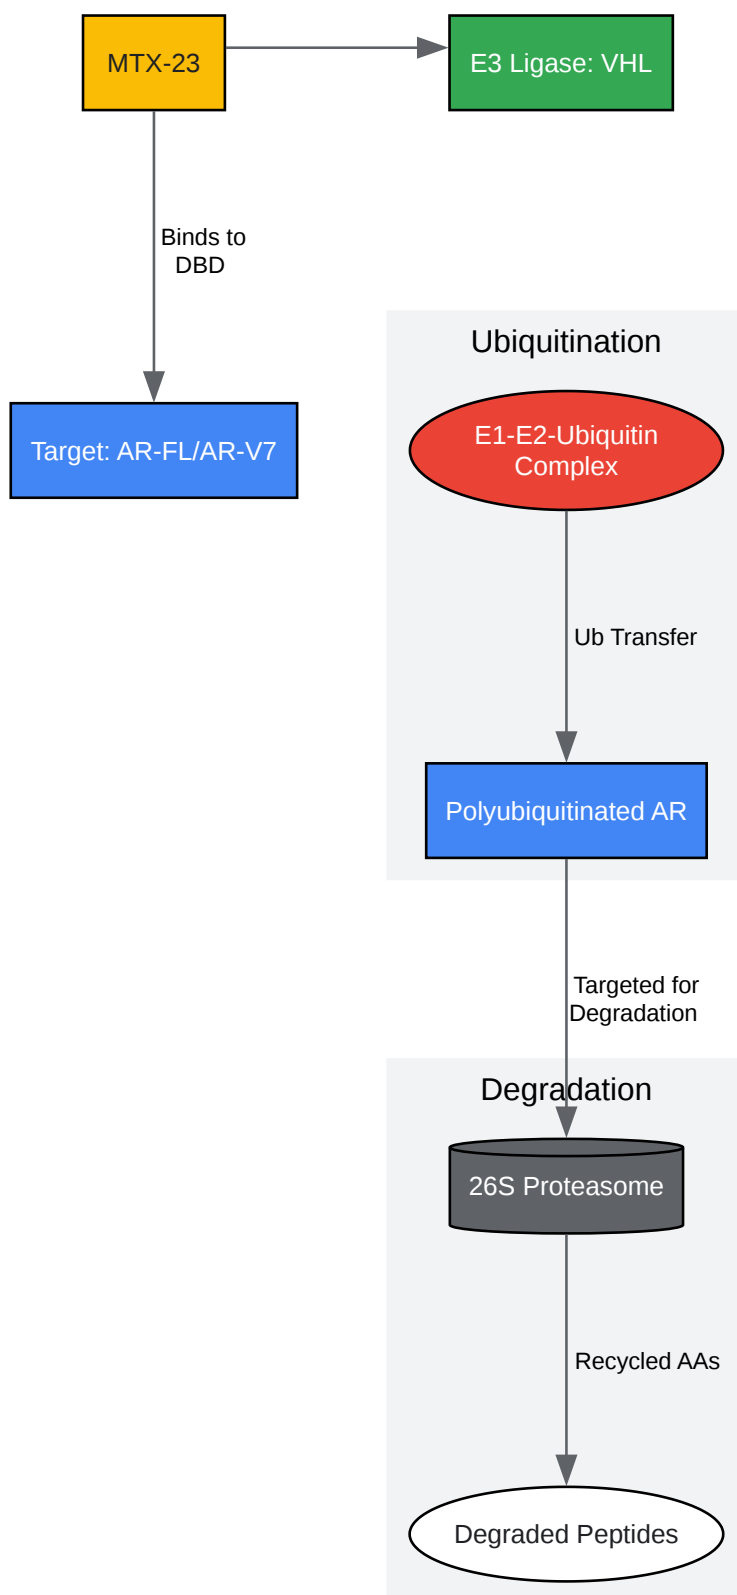 MTX-23
E3 Ligase: VHL
Binds to
DBD
Ubiquitination
Target: AR-FL/AR-V7
E1-E2-Ubiquitin
Complex
Ub Transfer
Polyubiquitinated AR
Targeted for
Degradation
Degradation
26S Proteasome
Recycled AAs
Degraded Peptides